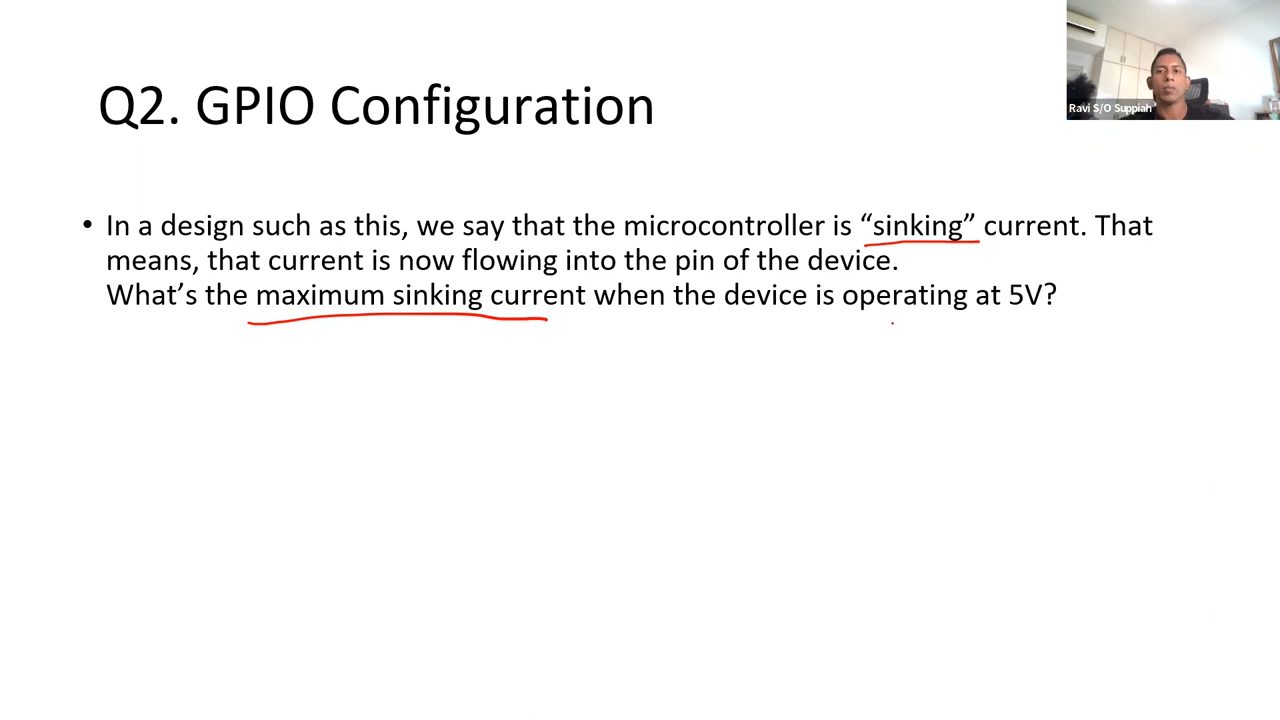 Q2. GPIO Configuration
Ravi S/O Suppiah
• In a design such as this, we say that the microcontroller is “sinking” current. That
means, that current is now flowing into the pin of the device.
What’s the maximum sinking current when the device is operating at 5V?